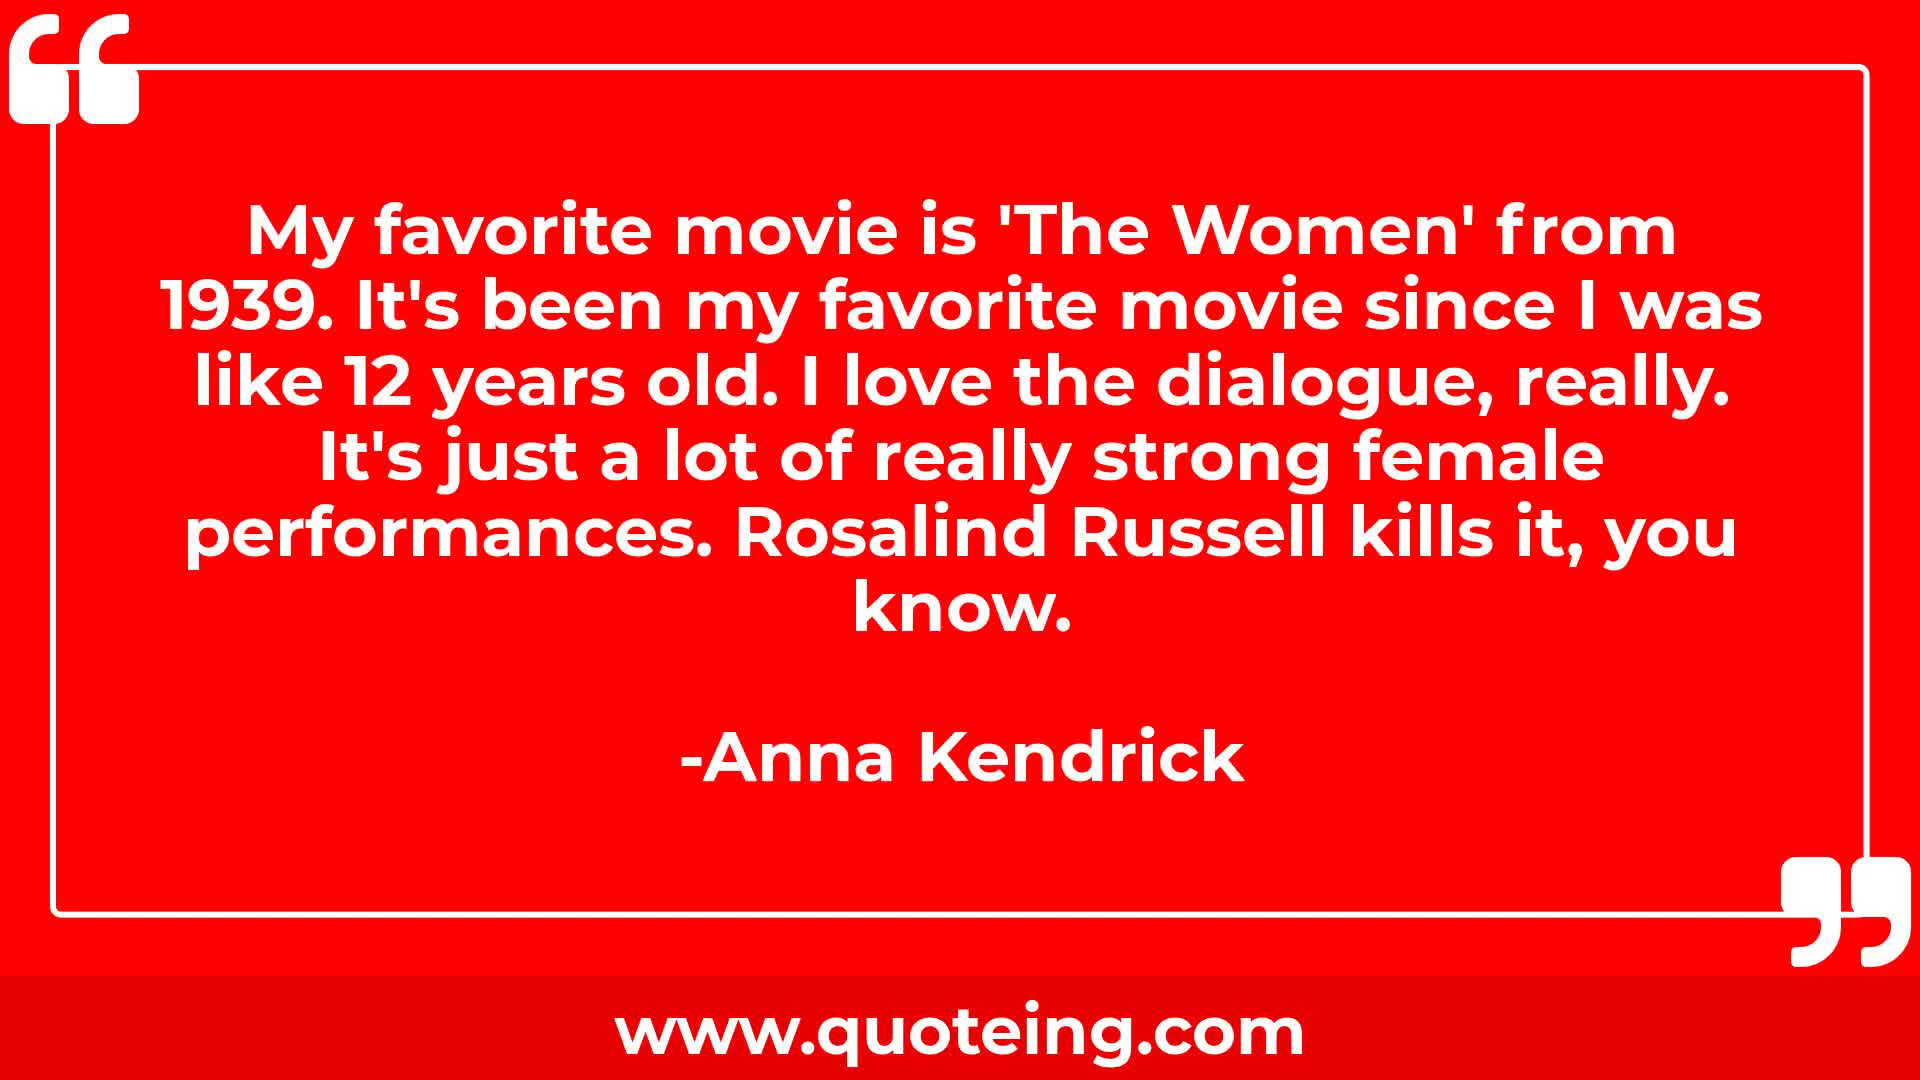 My favorite movie is 'The Women' from
1939. It's been my favorite movie since I was
like 12 years old. I love the dialogue, really.
It's just a lot of really strong female
performances. Rosalind Russell kills it, you
know.
-Anna Kendrick
www.quoteing.com